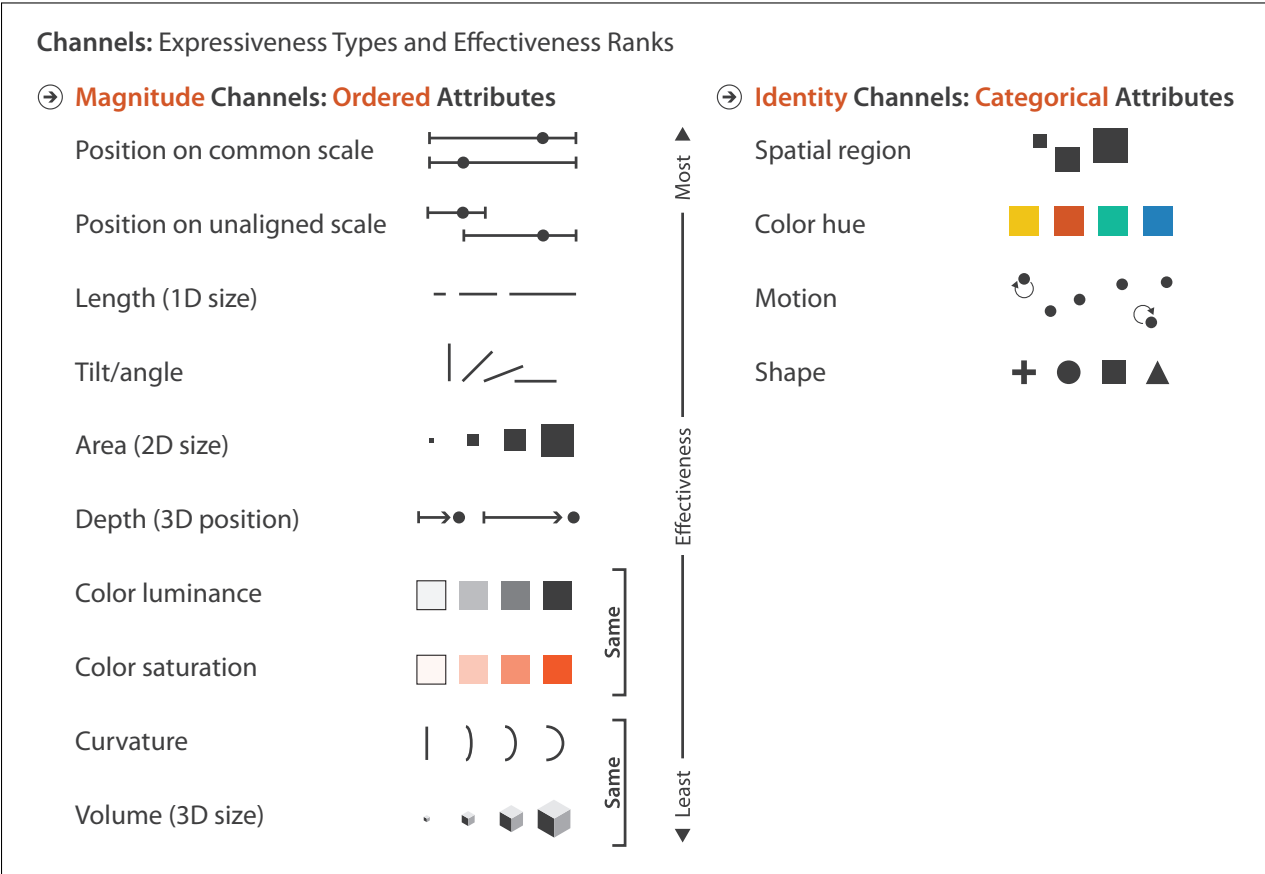 Channels: Expressiveness Types and Effectiveness Ranks
Magnitude Channels: Ordered Attributes
Position on common scale
Position on unaligned scale
Length (1D size)
Tilt/angle
Area (2D size)
Depth (3D position)
Color luminance
Color saturation
Curvature
Volume (3D size)
Same
Same
Most
Effectiveness
Least
Identity Channels: Categorical Attributes
Spatial region
Color hue
Motion
Shape